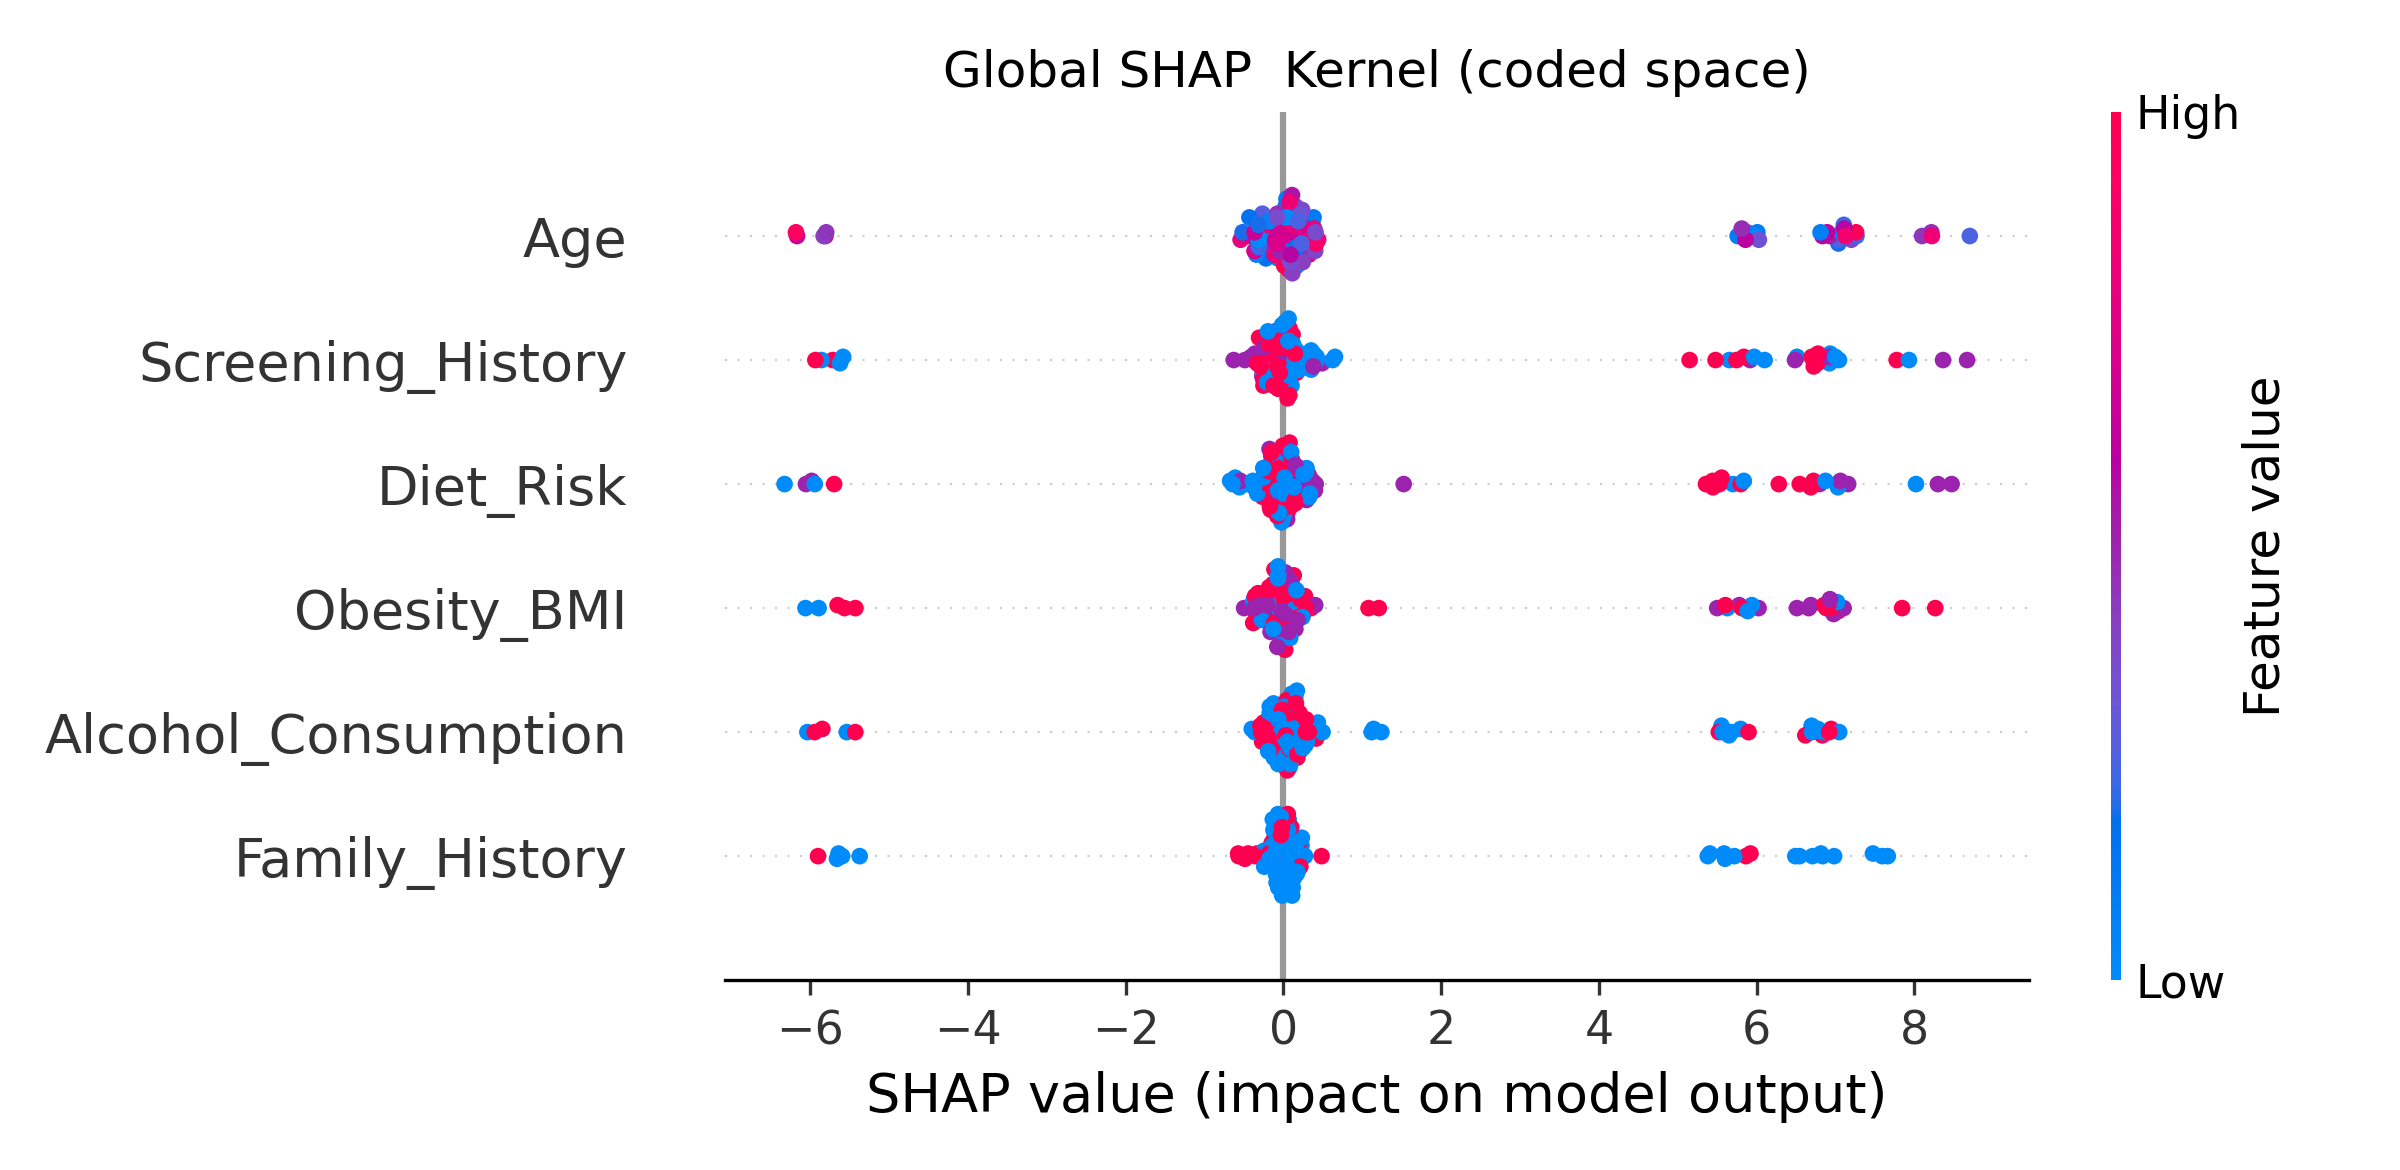 Global SHAP  Kernel (coded space)
High
Age
Screening_History
Diet_Risk
Obesity_BMI
Alcohol_Consumption
Family_History
Feature value
Low
−6 −4 −2 0 2 4 6 8
SHAP value (impact on model output)